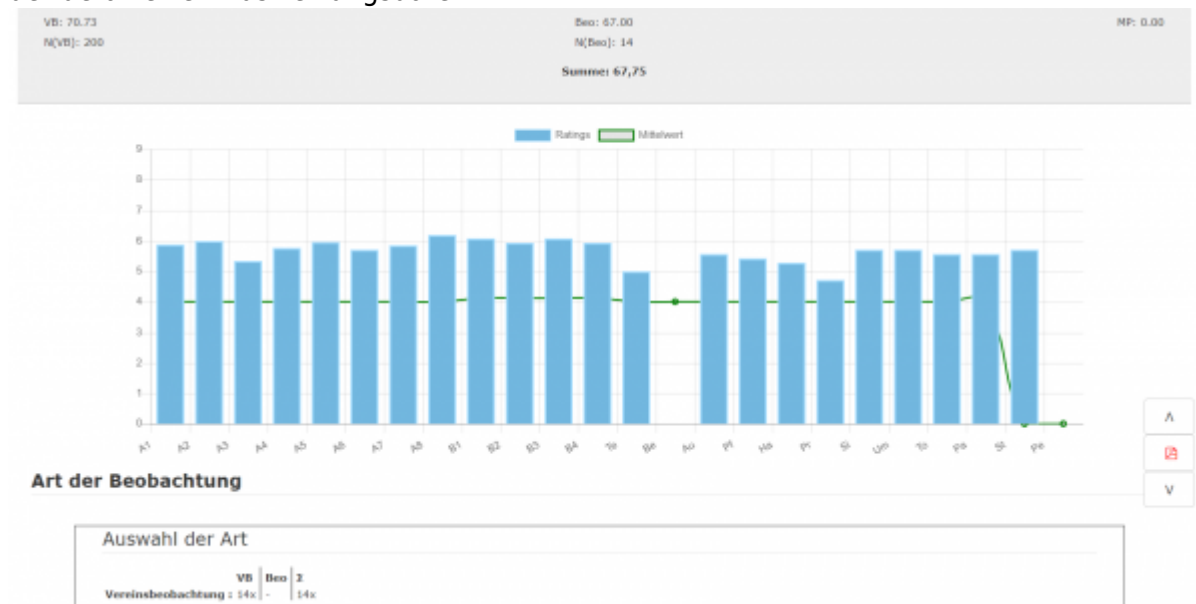 VB: 70.73
Beo: 67.00
MP: 0.00
N(VB): 200
N(Beo): 14
Summe: 67,75
Ratings
Mittelwert
9
8
7
6
5
4
3
2
1
0
A1 A2 A3 A4 A5 A6 A7 A8 B1 B2 B3 B4 Te Be Au Pf Ha Pr Si Um To Pa St Pe
Art der Beobachtung
Auswahl der Art
VB Beo Σ
Vereinsbeobachtung : 14x - 14x